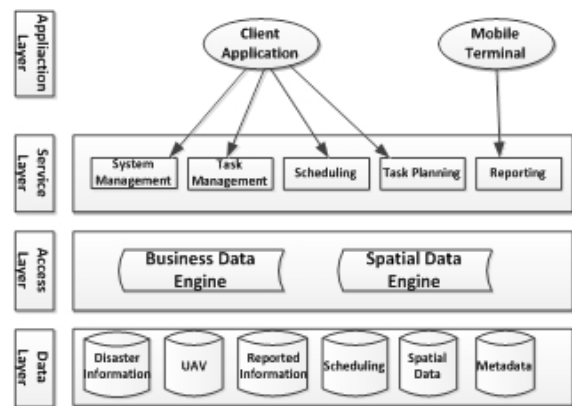 Appliaction
Layer
Client
Application
Mobile
Terminal
Service
Layer
System
Management
Task
Management
Scheduling
Task Planning
Reporting
Access
Layer
Business Data
Engine
Spatial Data
Engine
Data
Layer
Disaster
Information
UAV
Reported
Information
Scheduling
Spatial
Data
Metadata